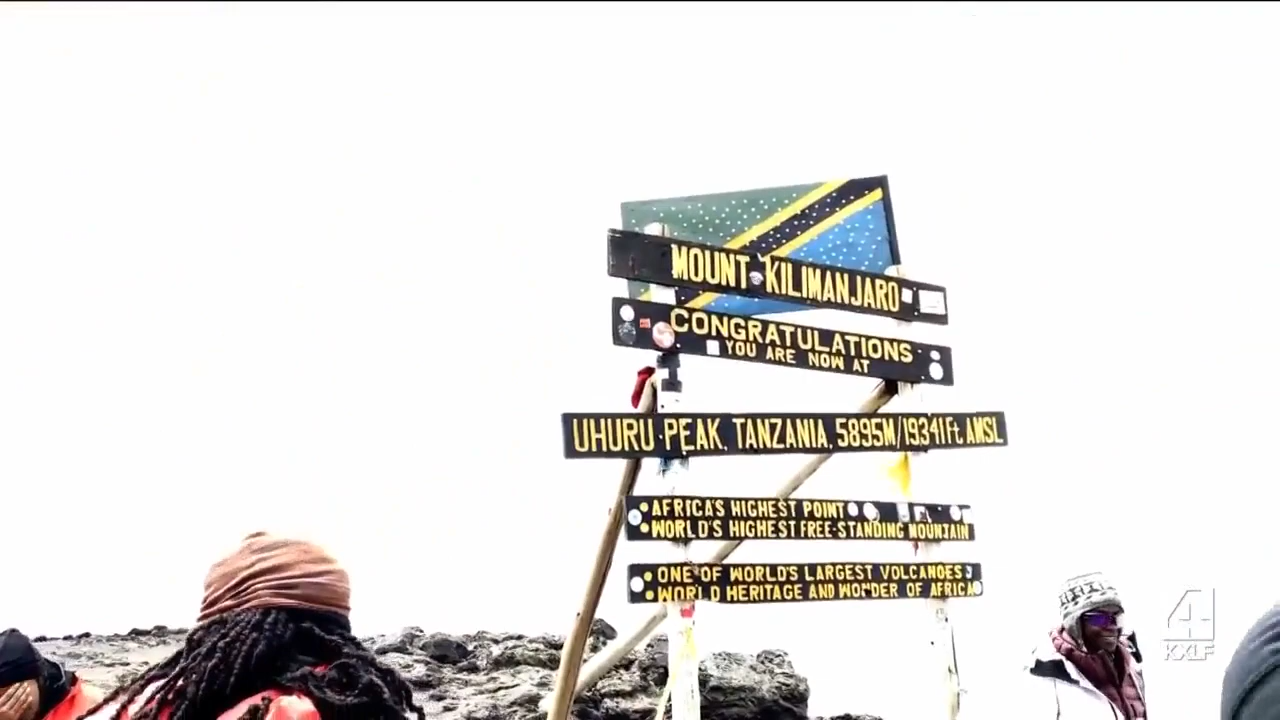 MOUNT KILIMANJARO
CONGRATULATIONS
YOU ARE NOW AT
UHURU PEAK, TANZANIA, 5895M/19341Ft AMSL
AFRICA'S HIGHEST POINT
WORLD'S HIGHEST FREE-STANDING MOUNTAIN
ONE OF WORLD'S LARGEST VOLCANOES
WORLD HERITAGE AND WONDER OF AFRICA
4
KXLF